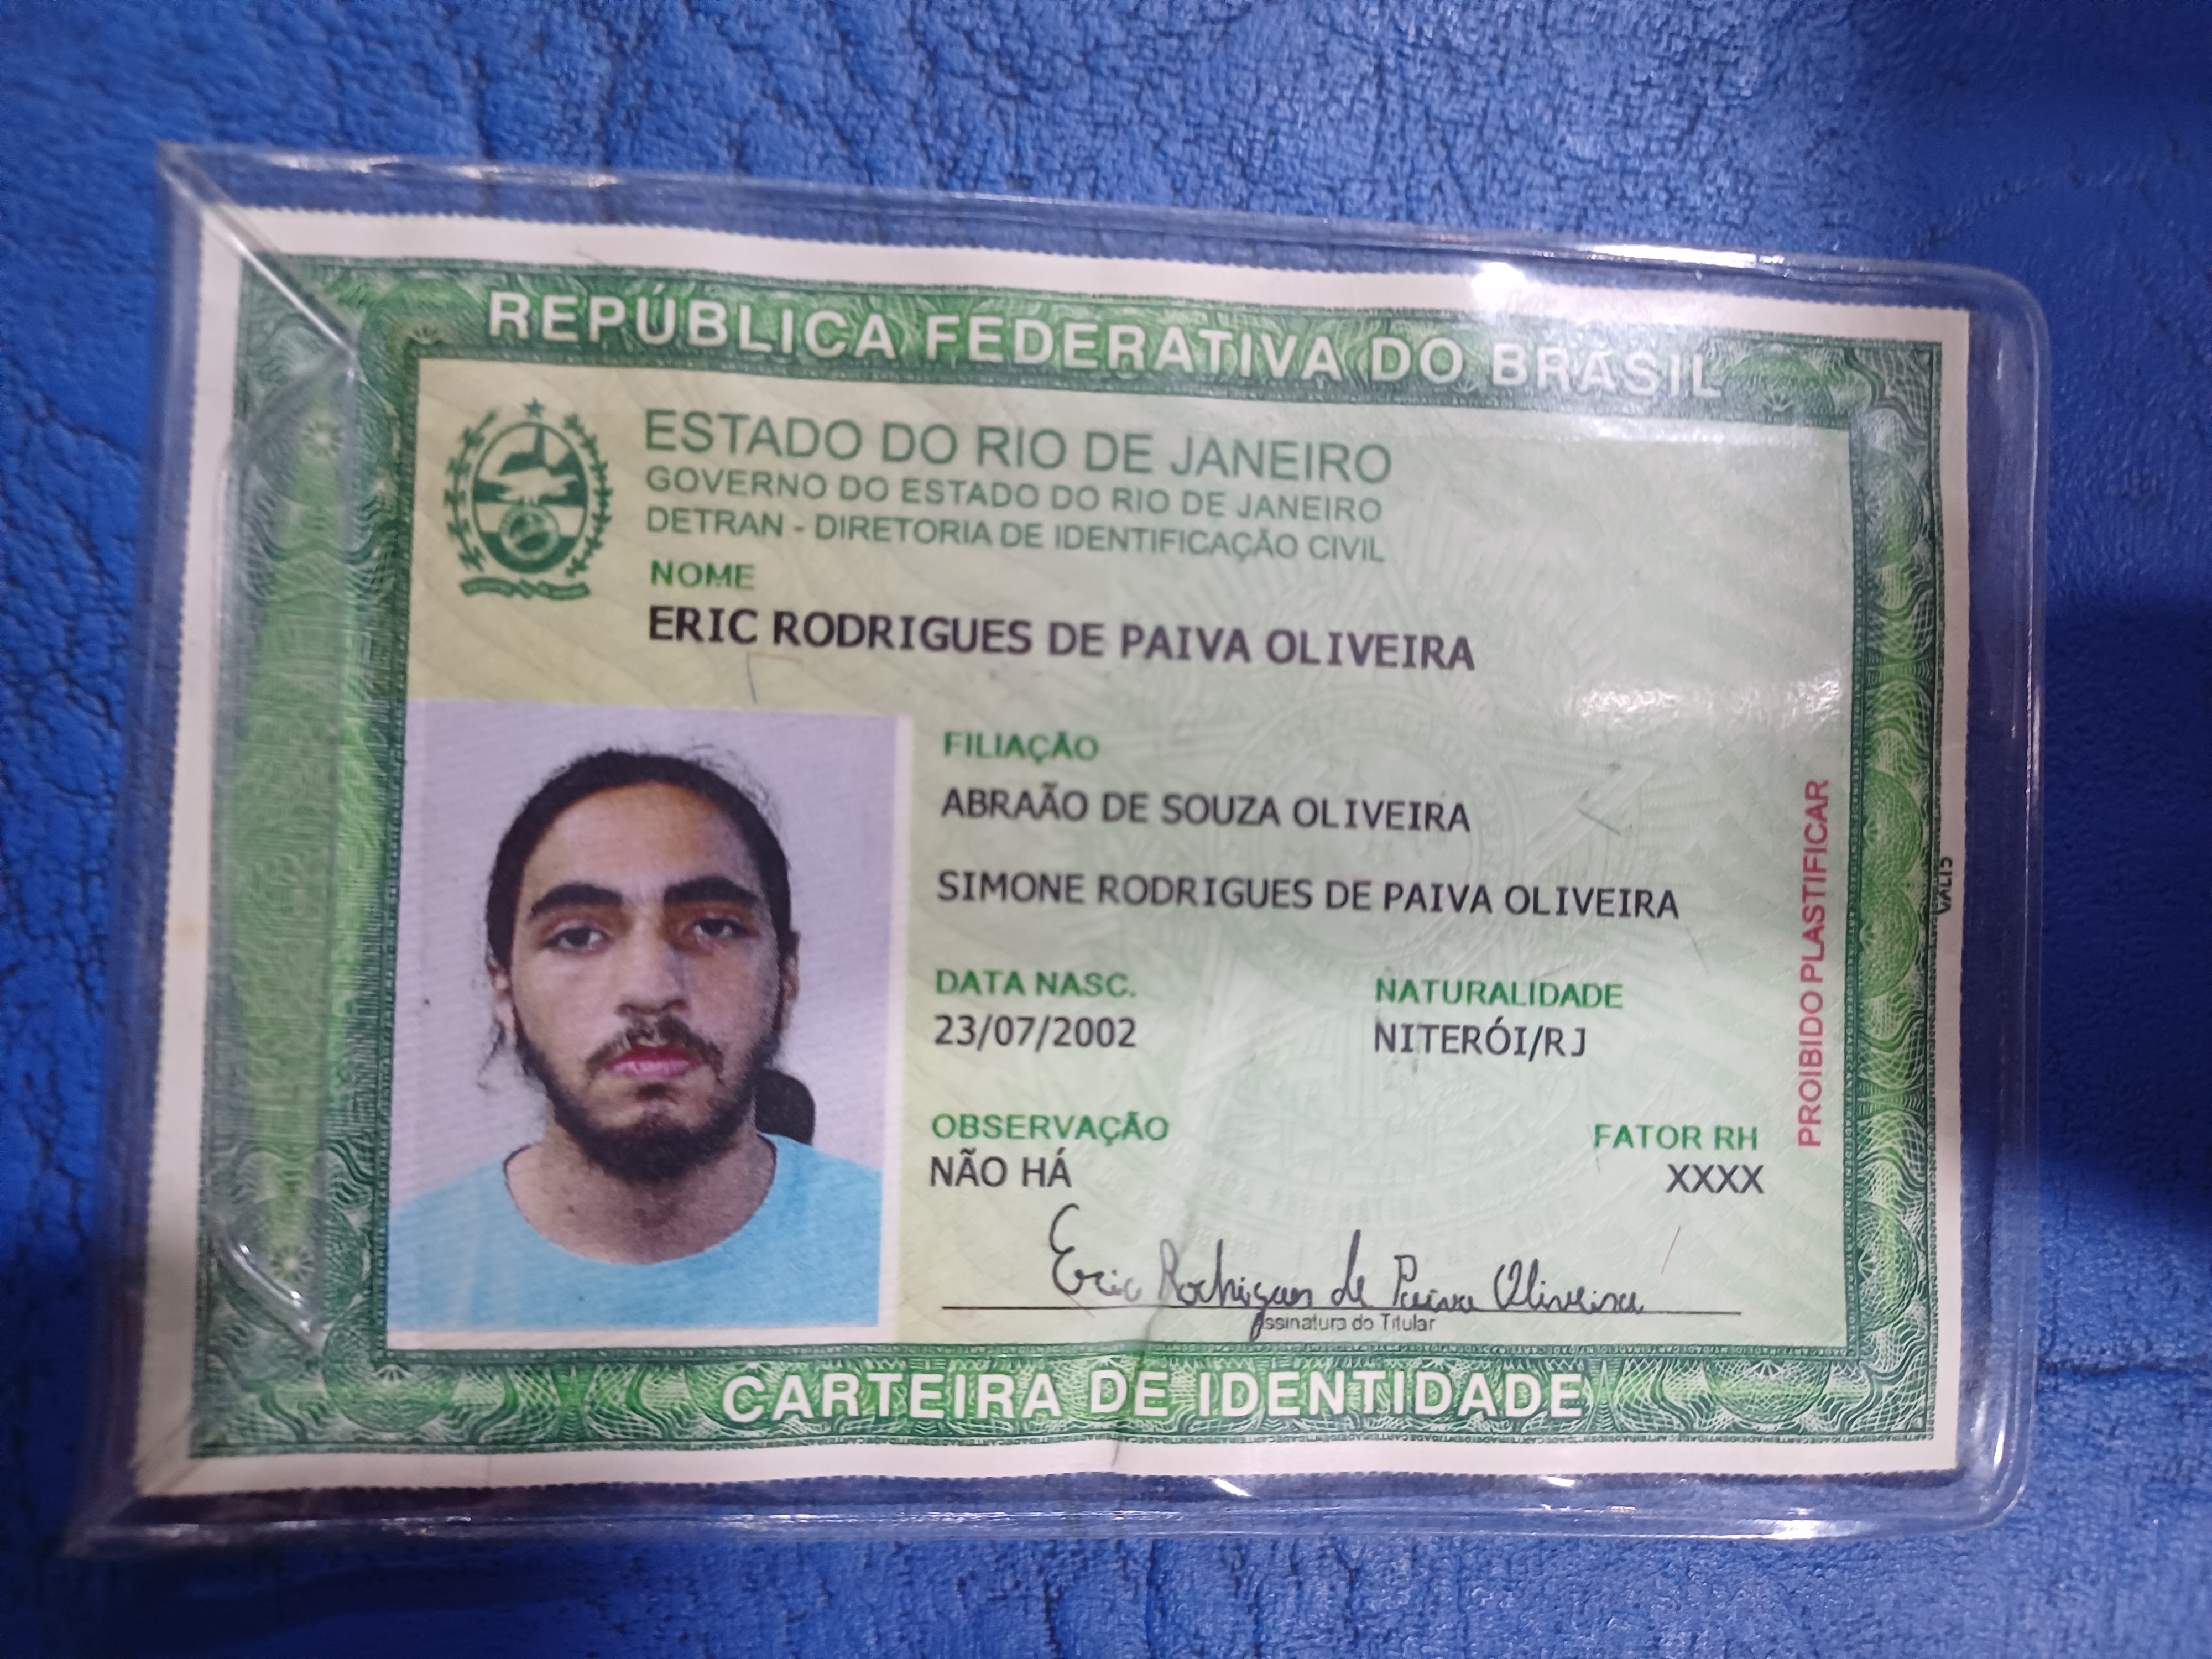 REPÚBLICA FEDERATIVA DO BRASIL
ESTADO DO RIO DE JANEIRO
GOVERNO DO ESTADO DO RIO DE JANEIRO
DETRAN - DIRETORIA DE IDENTIFICAÇÃO CIVIL
NOME
ERIC RODRIGUES DE PAIVA OLIVEIRA
FILIAÇÃO
ABRAÃO DE SOUZA OLIVEIRA
SIMONE RODRIGUES DE PAIVA OLIVEIRA
DATA NASC.
NATURALIDADE
23/07/2002
NITERÓI/RJ
OBSERVAÇÃO
FATOR RH
NÃO HÁ
XXXX
Eric Rodrigues de Paiva Oliveira
Assinatura do Titular
CARTEIRA DE IDENTIDADE
PROIBIDO PLASTIFICAR